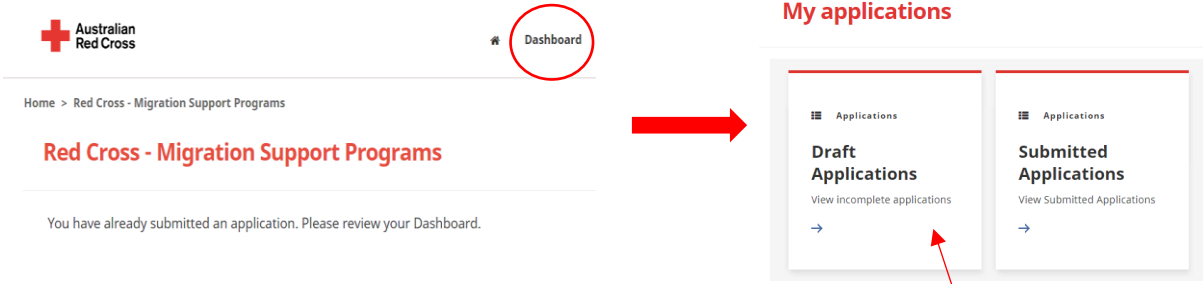 Australian
Red Cross
Dashboard
Home > Red Cross - Migration Support Programs
Red Cross - Migration Support Programs
You have already submitted an application. Please review your Dashboard.
My applications
Applications
Draft
Applications
View incomplete applications
Applications
Submitted
Applications
View Submitted Applications